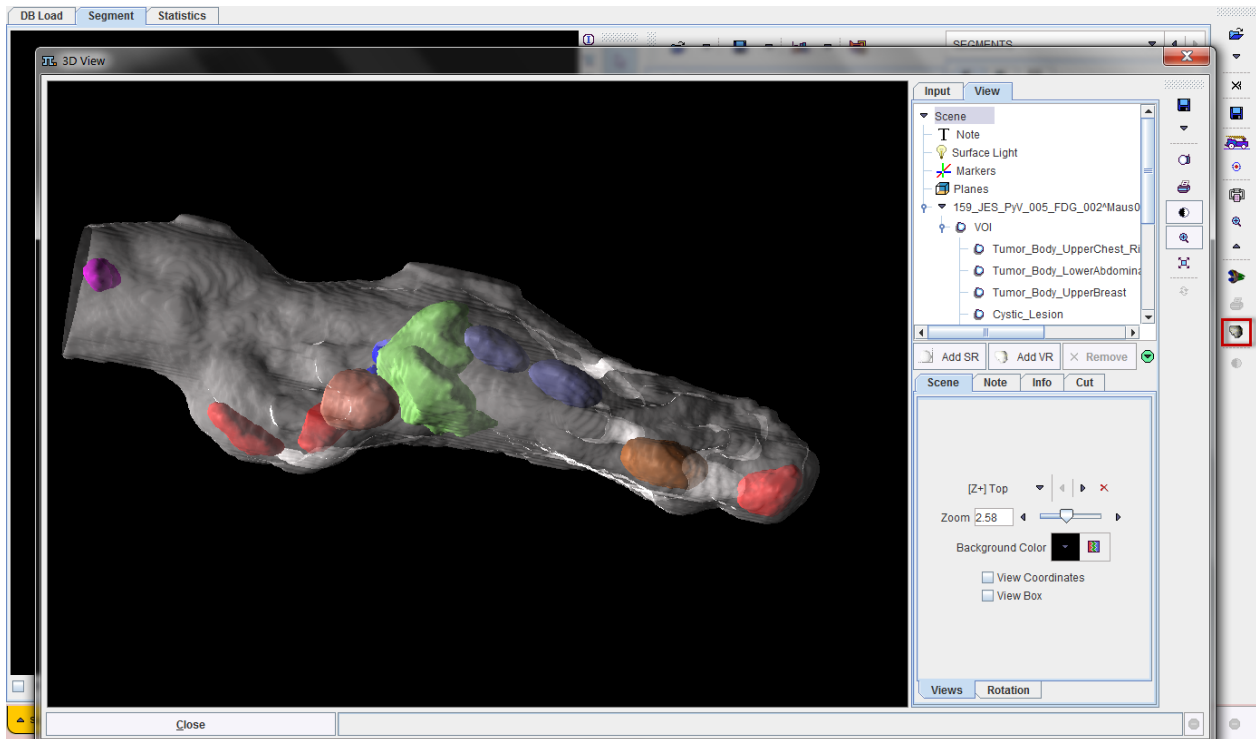 DB Load Segment Statistics
SEGMENTS
3D View
Input View
Scene
T Note
Surface Light
Markers
Planes
159_JES_PyV_005_FDG_002^Maus0
VOI
Tumor_Body_UpperChest_Ri
Tumor_Body_LowerAbdomina
Tumor_Body_UpperBreast
Cystic_Lesion
Add SR Add VR Remove
Scene Note Info Cut
[Z+] Top
Zoom 2.58
Background Color
View Coordinates
View Box
Views Rotation
Close